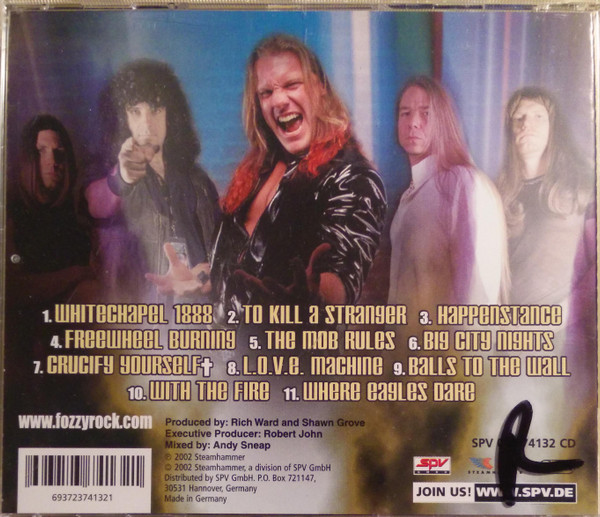 1. WHITECHAPEL 1888 2. TO KILL A STRANGER 3. HAPPENSTANCE
4. FREEWHEEL BURNING 5. THE MOB RULES 6. BIG CITY NIGHTS
7. CRUCIFY YOURSELF† 8. L.O.V.E. MACHINE 9. BALLS TO THE WALL
10. WITH THE FIRE 11. WHERE EAGLES DARE
www.fozzyrock.com
Produced by: Rich Ward and Shawn Grove
Executive Producer: Robert John
Mixed by: Andy Sneap
℗ 2002 Steamhammer
© 2002 Steamhammer, a division of SPV GmbH
Distributed by SPV GmbH. P.O. Box 721147,
30531 Hannover, Germany
Made in Germany
693723741321
SPV 74132 CD
SPV
JOIN US! WWW.SPV.DE